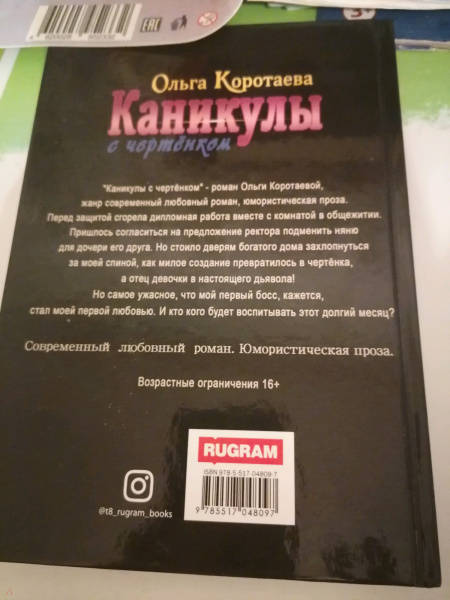 EAC
3+
Ольга Коротаева
Каникулы
с чертёнком
"Каникулы с чертёнком" - роман Ольги Коротаевой,
жанр современный любовный роман, юмористическая проза.
Перед защитой сгорела дипломная работа вместе с комнатой в общежитии.
Пришлось согласиться на предложение ректора подменить няню
для дочери его друга. Но стоило дверям богатого дома захлопнуться
за моей спиной, как милое создание превратилось в чертёнка,
а отец девочки в настоящего дьявола!
Но самое ужасное, что мой первый босс, кажется,
стал моей первой любовью. И кто кого будет воспитывать этот долгий месяц?
Современный любовный роман. Юмористическая проза.
Возрастные ограничения 16+
RUGRAM
ISBN 978-5-517-04809-7
9 785517 048097
@t8_rugram_books